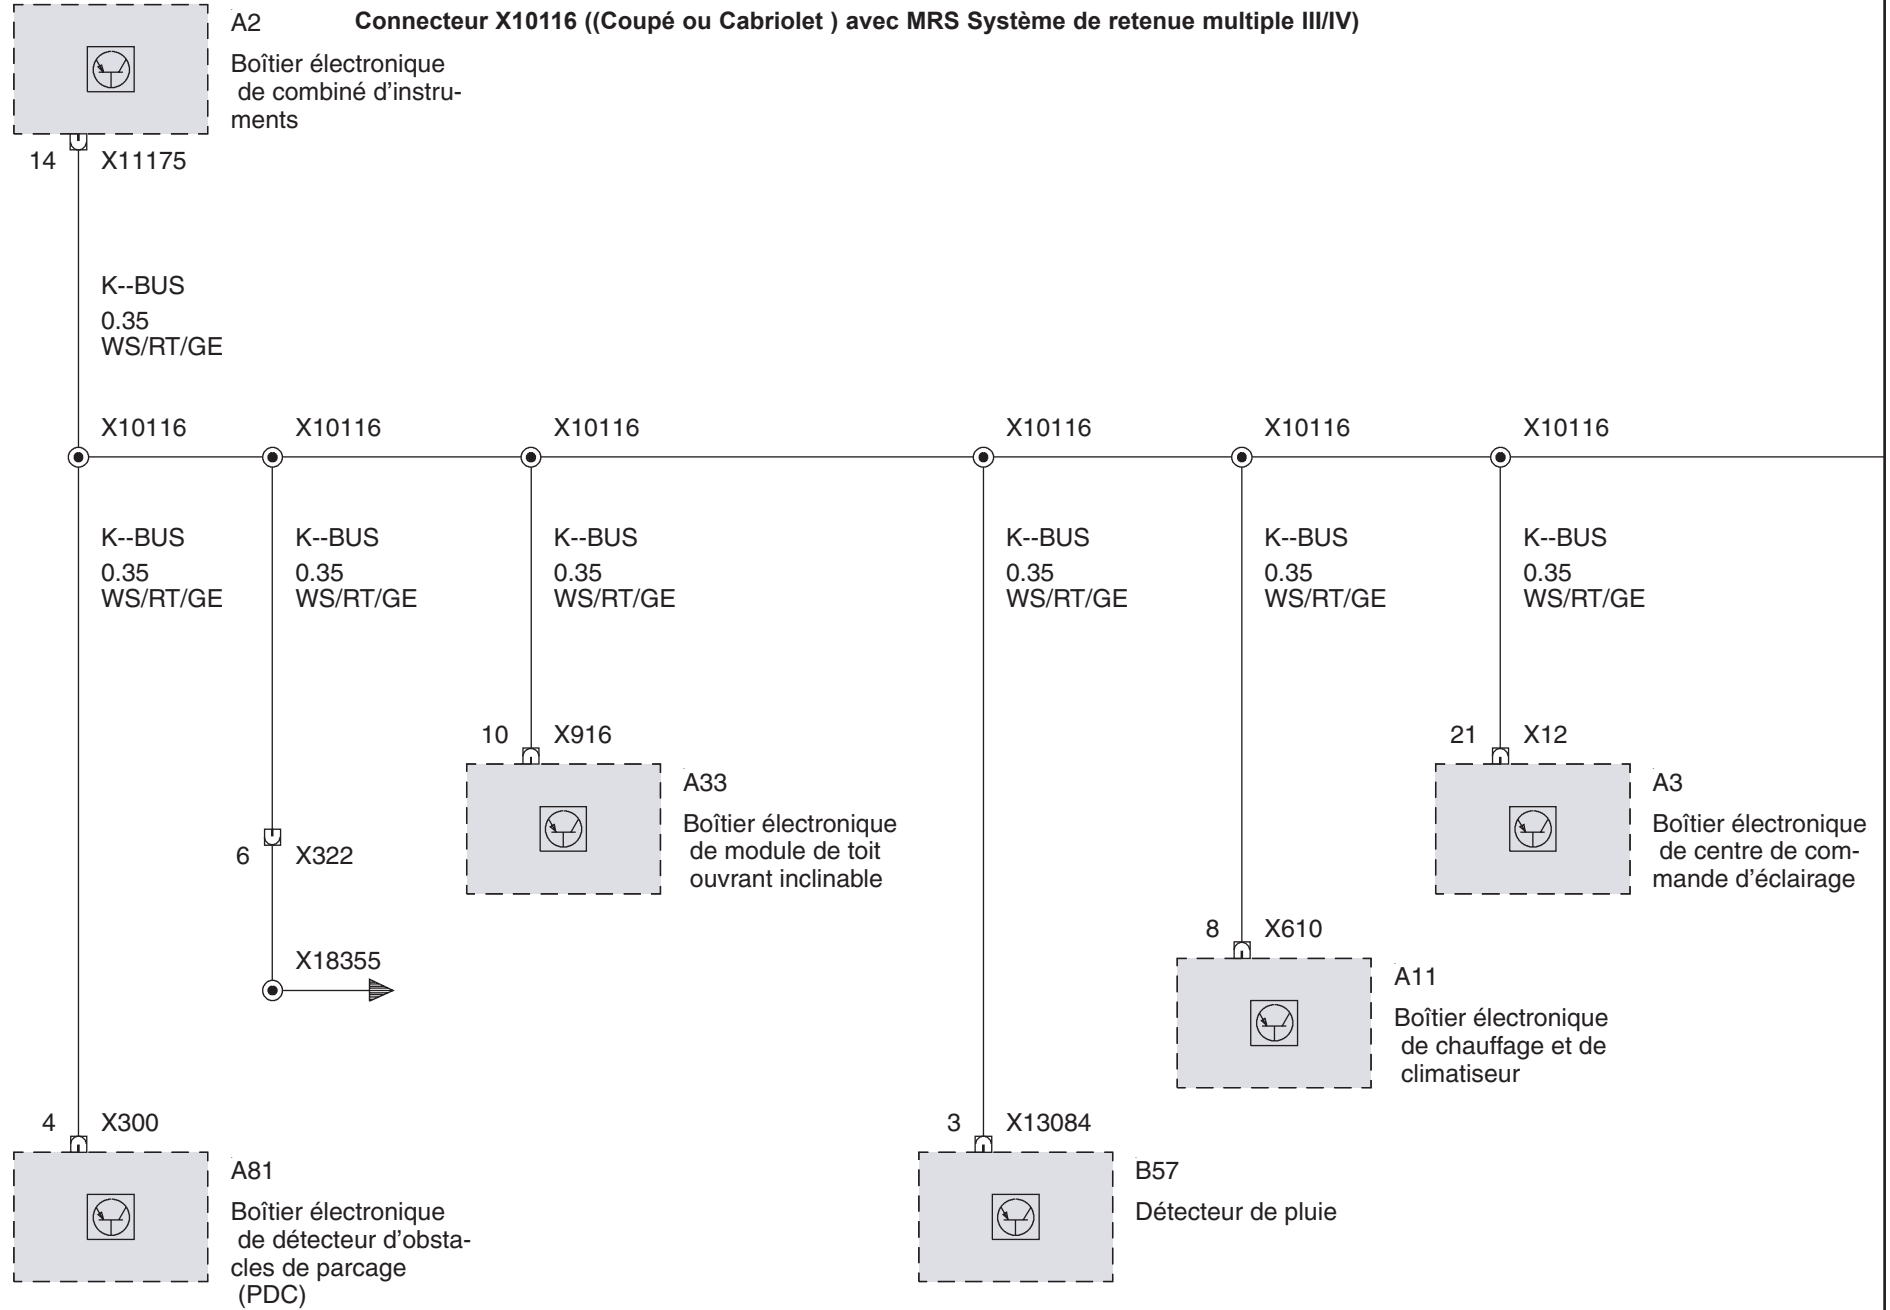 Connecteur X10116 ((Coupé ou Cabriolet ) avec MRS Système de retenue multiple III/IV)
A2
Boîtier électronique
de combiné d'instru-
ments
14 X11175
K--BUS
0.35
WS/RT/GE
X10116 X10116 X10116 X10116 X10116 X10116
K--BUS K--BUS K--BUS K--BUS K--BUS K--BUS
0.35 0.35 0.35 0.35 0.35 0.35
WS/RT/GE WS/RT/GE WS/RT/GE WS/RT/GE WS/RT/GE WS/RT/GE
10 X916
A33
Boîtier électronique
de module de toit
ouvrant inclinable
21 X12
A3
Boîtier électronique
de centre de com-
mande d'éclairage
6 X322
X18355
8 X610
A11
Boîtier électronique
de chauffage et de
climatiseur
4 X300
A81
Boîtier électronique
de détecteur d'obsta-
cles de parcage
(PDC)
3 X13084
B57
Détecteur de pluie